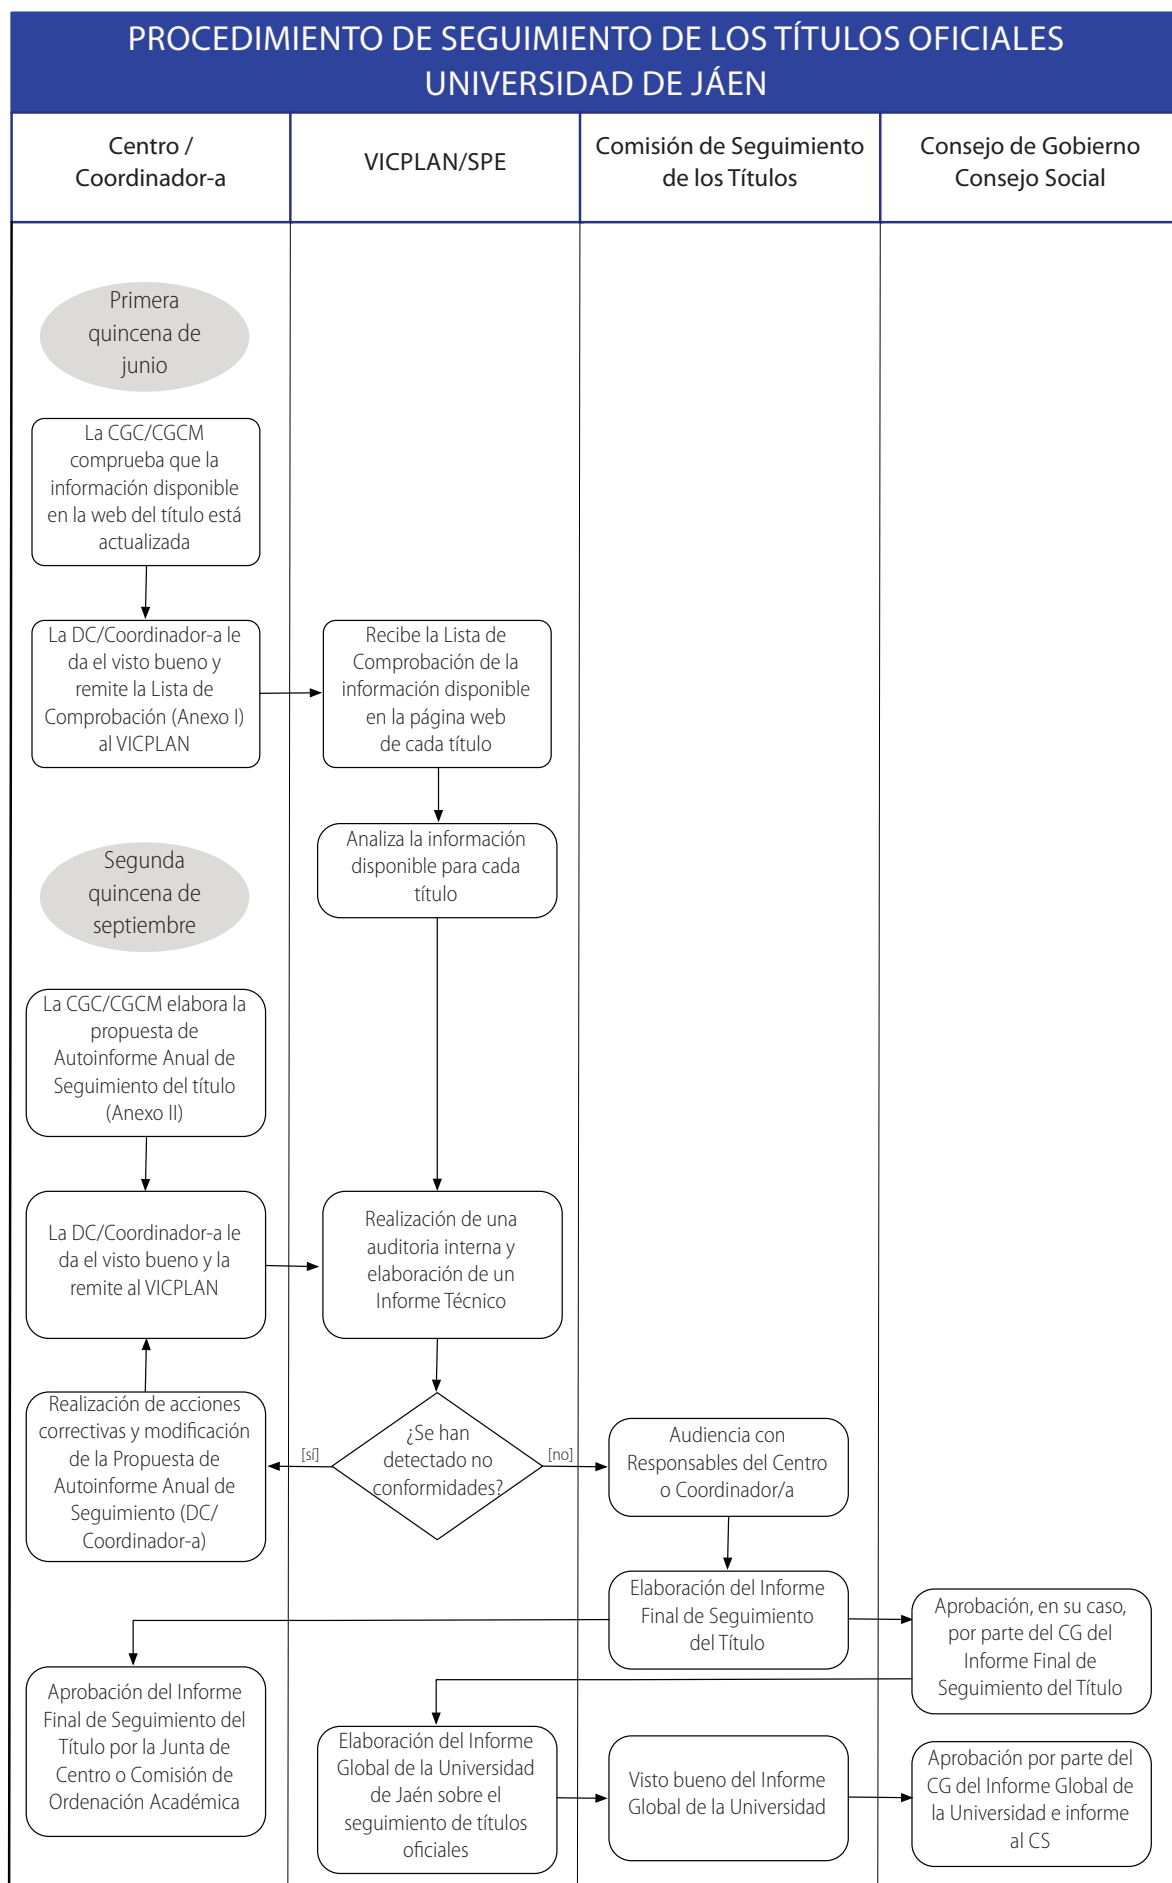 PROCEDIMIENTO DE SEGUIMIENTO DE LOS TÍTULOS OFICIALES
UNIVERSIDAD DE JÁEN
Centro /
Coordinador-a
VICPLAN/SPE
Comisión de Seguimiento
de los Títulos
Consejo de Gobierno
Consejo Social
Primera
quincena de
junio
La CGC/CGCM
comprueba que la
información disponible
en la web del título está
actualizada
La DC/Coordinador-a le
da el visto bueno y
remite la Lista de
Comprobación (Anexo I)
al VICPLAN
Recibe la Lista de
Comprobación de la
información disponible
en la página web
de cada título
Analiza la información
disponible para cada
título
Segunda
quincena de
septiembre
La CGC/CGCM elabora la
propuesta de
Autoinforme Anual de
Seguimiento del título
(Anexo II)
La DC/Coordinador-a le
da el visto bueno y la
remite al VICPLAN
Realización de una
auditoria interna y
elaboración de un
Informe Técnico
Realización de acciones
correctivas y modificación
de la Propuesta de
Autoinforme Anual de
Seguimiento (DC/
Coordinador-a)
[sí]
¿Se han
detectado no
conformidades?
[no]
Audiencia con
Responsables del Centro
o Coordinador/a
Elaboración del Informe
Final de Seguimiento
del Título
Aprobación, en su caso,
por parte del CG del
Informe Final de
Seguimiento del Título
Aprobación del Informe
Final de Seguimiento del
Título por la Junta de
Centro o Comisión de
Ordenación Académica
Elaboración del Informe
Global de la Universidad
de Jaén sobre el
seguimiento de títulos
oficiales
Visto bueno del Informe
Global de la Universidad
Aprobación por parte del
CG del Informe Global de
la Universidad e informe
al CS